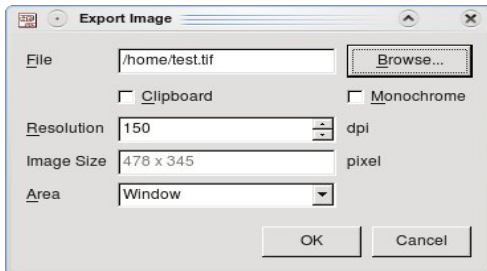 Export Image
File /home/test.tif Browse...
Clipboard Monochrome
Resolution 150 dpi
Image Size 478 x 345 pixel
Area Window
OK Cancel